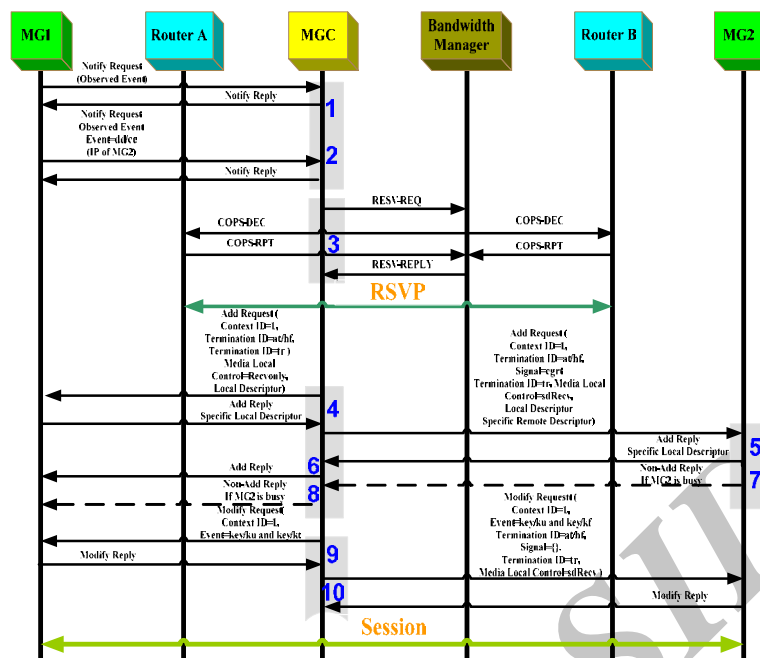 MG1
Router A
MGC
Bandwidth
Manager
Router B
MG2
Notify Request
(Observed Event)
Notify Reply
1
Notify Request
Observed Event
Event=dd/ce
(IP of MG2)
2
Notify Reply
RESV-REQ
COPS-DEC
COPS-DEC
COPS-RPT
3
COPS-RPT
RESV-REPLY
RSVP
Add Request (
Context ID=1,
Termination ID=at/hf,
Termination ID=tr )
Media Local
Control=Recvonly,
Local Descriptor)
Add Request (
Context ID=1,
Termination ID=at/hf,
Signal=cgrt
Termination ID=tr, Media Local
Control=sdRecv,
Local Descriptor
Specific Remote Descriptor)
4
Add Reply
Specific Local Descriptor
Add Reply
Specific Local Descriptor
5
6
Add Reply
Non-Add Reply
If MG2 is busy
7
Non-Add Reply
If MG2 is busy
8
Modify Request(
Context ID=1,
Event=key/ku and key/kf
Modify Request (
Context ID=1,
Event=key/ku and key/kf
Termination ID=at/hf,
Signal={}.
Termination ID=tr,
Media Local Control=sdRecv.)
9
Modify Reply
10
Modify Reply
Session
SID